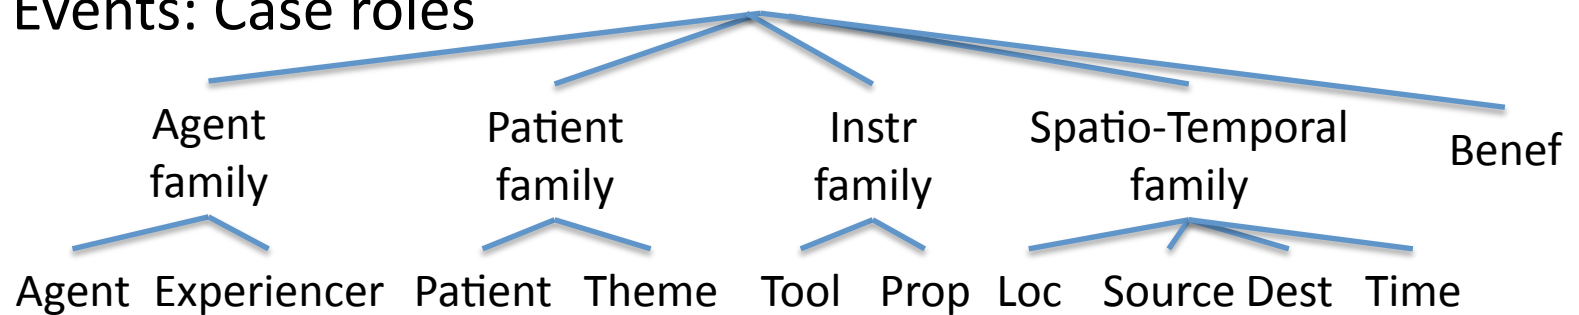 Events: Case roles
Agent family
Patient family
Instr family
Spatio-Temporal family
Benef
Agent Experiencer Patient Theme Tool Prop Loc Source Dest Time